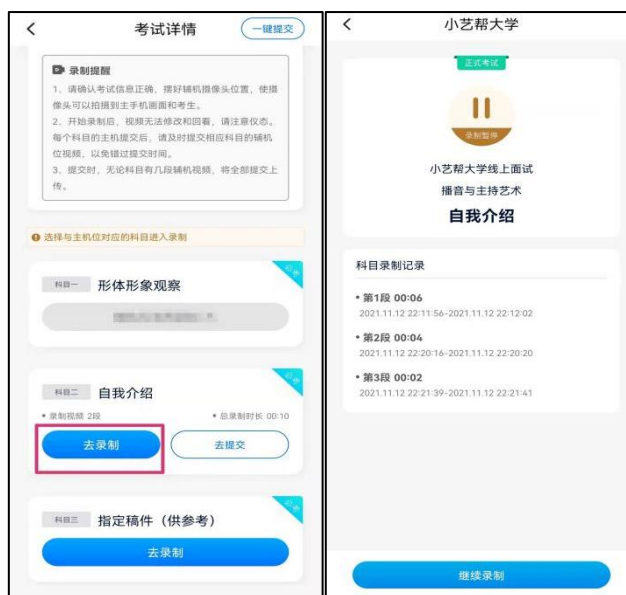 考试详情
一键提交
录制提醒
1、请确认考试信息正确,摆好辅机摄像头位置,使摄
像头可以拍摄到主手机画面和考生。
2、开始录制后,视频无法修改和回看,请注意仪态。
每个科目的主机提交后,请及时提交相应科目的辅机
位视频,以免错过提交时间。
3、提交时,无论科目有几段辅机视频,将全部提交上
传。
选择与主机位对应的科目进入录制
科目一 形体形象观察
科目二 自我介绍
• 录制视频 2段
• 总录制时长 00:10
去录制
去提交
科目三 指定稿件（供参考）
去录制
小艺帮大学
正式考试
录制暂停
小艺帮大学线上面试
播音与主持艺术
自我介绍
科目录制记录
• 第1段 00:06
2021.11.12 22:11:56-2021.11.12 22:12:02
• 第2段 00:04
2021.11.12 22:20:16-2021.11.12 22:20:20
• 第3段 00:02
2021.11.12 22:21:39-2021.11.12 22:21:41
继续录制